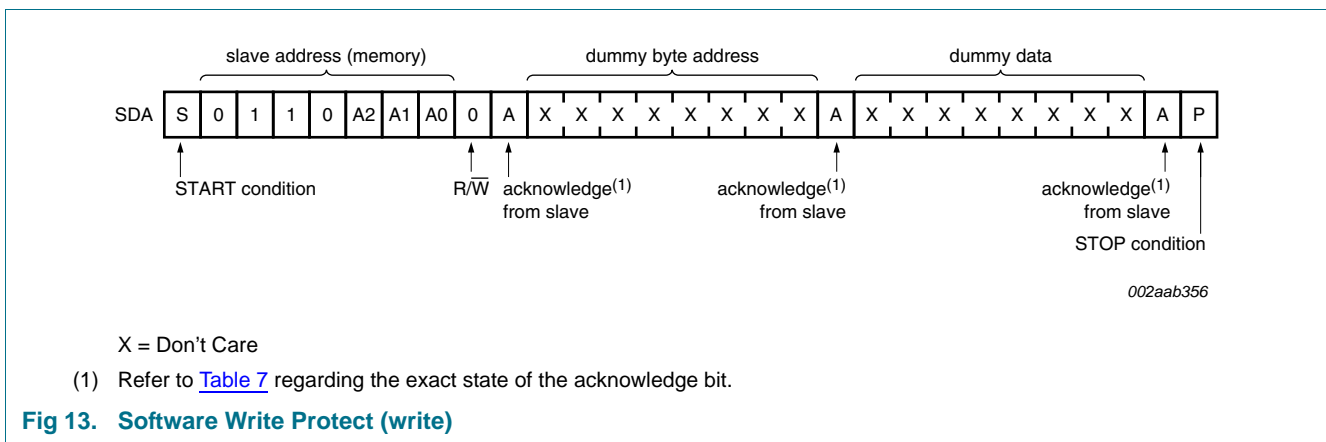 slave address (memory) dummy byte address dummy data
SDA S 0 1 1 0 A2 A1 A0 0 A X X X X X X X X A X X X X X X X X A P
START condition R/W̅ acknowledge(1) acknowledge(1) acknowledge(1)
from slave from slave from slave
STOP condition
002aab356
X = Don't Care
(1) Refer to Table 7 regarding the exact state of the acknowledge bit.
Fig 13. Software Write Protect (write)